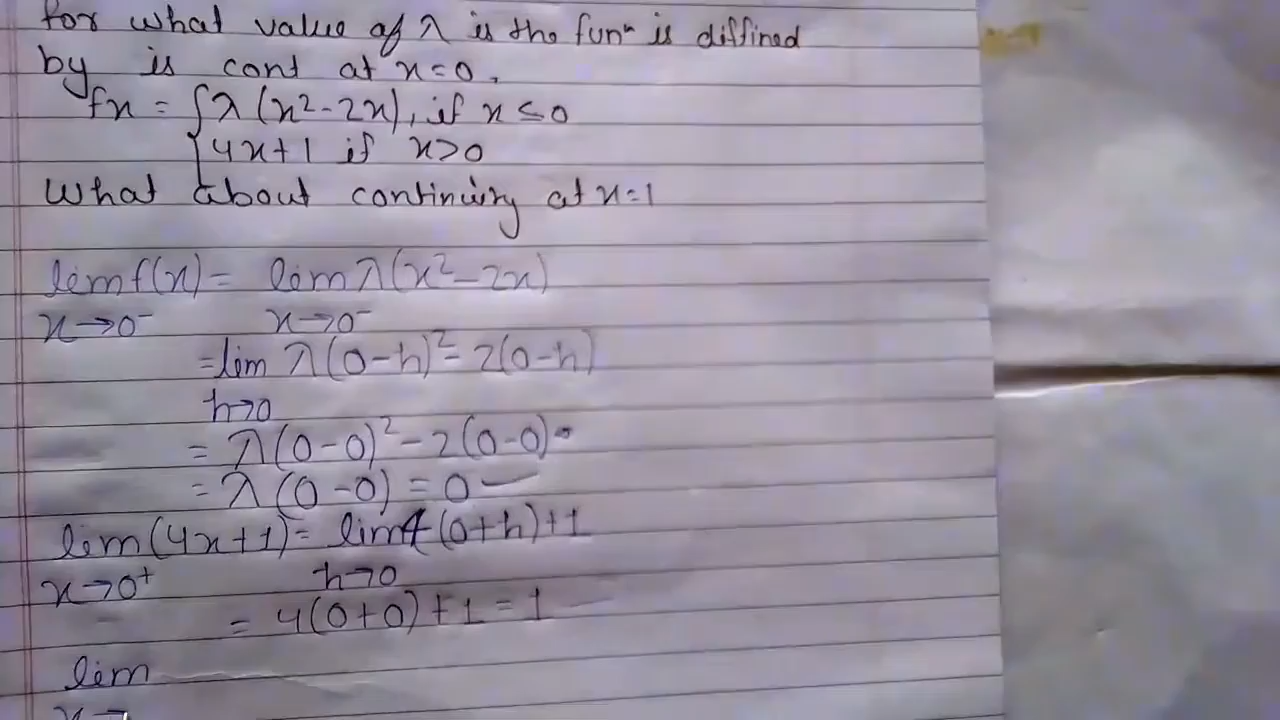 for what value of λ is the funⁿ is diffined
by is cont at x=0.
fx = { λ(x²-2x), if x ≤ 0
4x+1 if x>0
What about continuiry at x=1
lim f(x) = lim λ(x²-2x)
x→0⁻ x→0⁻
=lim λ(0-h)²= 2(0-h)
h→0
= λ(0-0)²-2(0-0)
= λ(0-0) = 0
lim (4x+1)= lim 4(0+h)+1
x→0⁺ h→0
= 4(0+0)+1 = 1
lim
x→